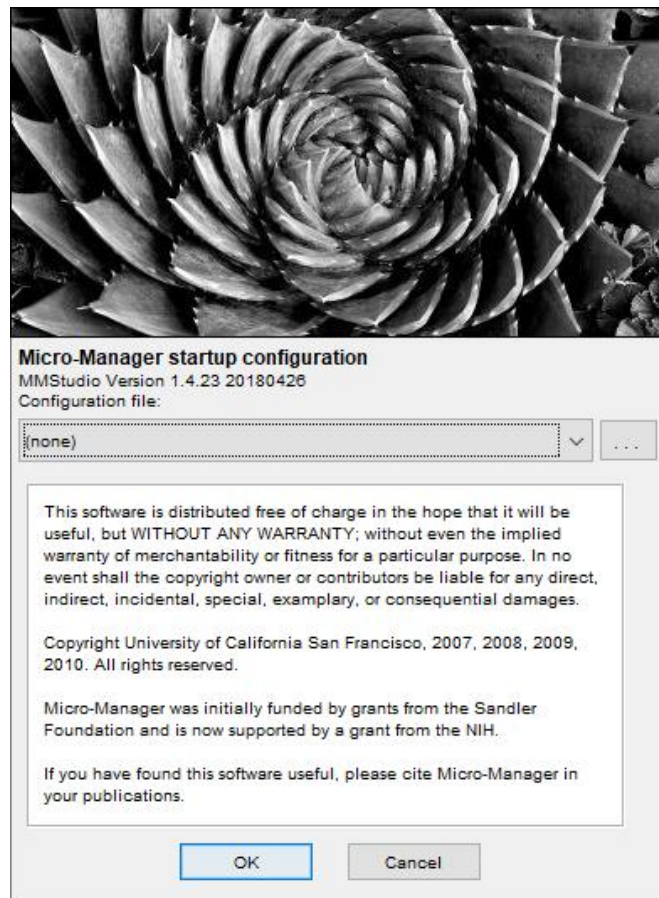 Micro-Manager startup configuration
MMStudio Version 1.4.23 20180426
Configuration file:
(none)
...
This software is distributed free of charge in the hope that it will be
useful, but WITHOUT ANY WARRANTY; without even the implied
warranty of merchantability or fitness for a particular purpose. In no
event shall the copyright owner or contributors be liable for any direct,
indirect, incidental, special, examplary, or consequential damages.
Copyright University of California San Francisco, 2007, 2008, 2009,
2010. All rights reserved.
Micro-Manager was initially funded by grants from the Sandler
Foundation and is now supported by a grant from the NIH.
If you have found this software useful, please cite Micro-Manager in
your publications.
OK Cancel